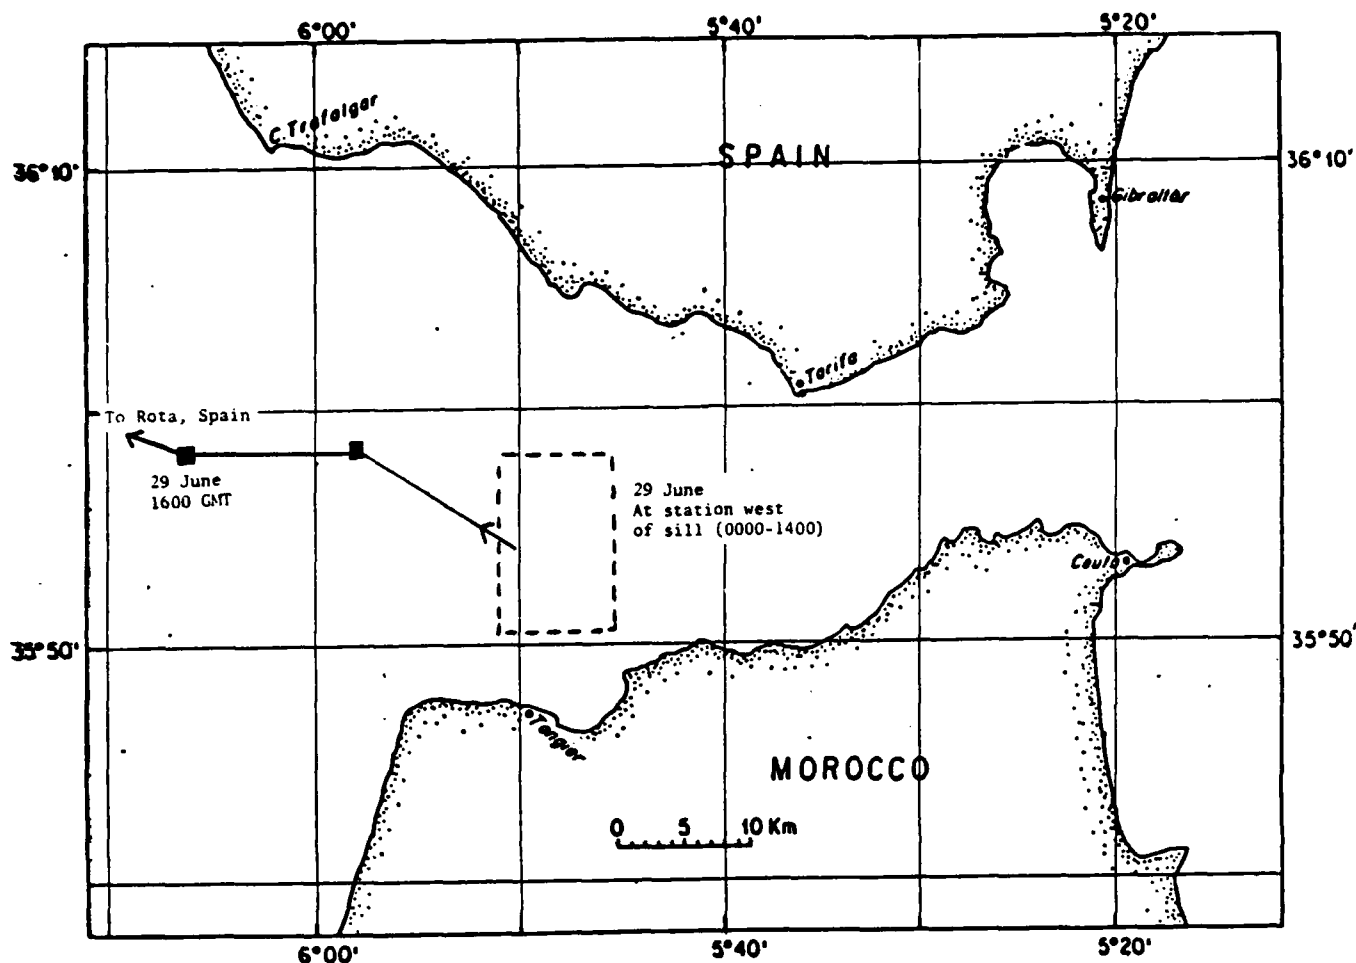 6°00'
5°40'
5°20'
C. Trafalgar
SPAIN
36°10'
36°10'
Gibraltar
Tarifa
To Rota, Spain
29 June
1600 GMT
29 June
At station west
of sill (0000-1400)
Ceuta
35°50'
35°50'
Tangier
MOROCCO
0 5 10 Km
6°00'
5°40'
5°20'